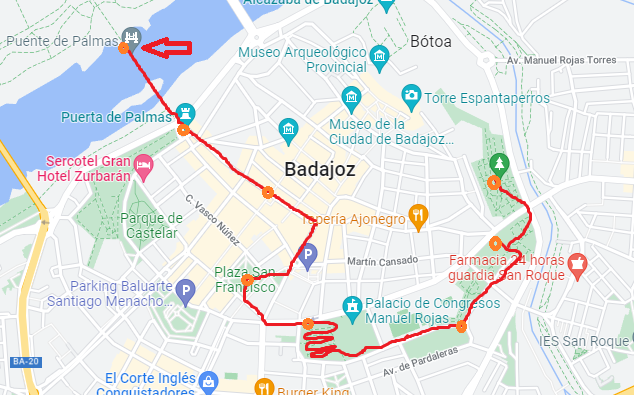 Alcazaba de Badajoz
Puente de Palmas
Museo Arqueológico
Provincial
Bótoa
Av. Manuel Rojas Torres
Torre Espantaperros
Puerta de Palmas
Museo de la
Ciudad de Badajoz...
Sercotel Gran
Hotel Zurbarán
Badajoz
C. Vasco Núñez
Parque de
Castelar
Tapería Ajonegro
P
Martín Cansado
Farmacia 24 horas
guardia San Roque
Plaza San
Francisco
Parking Baluarte
Santiago Menacho...
P
Palacio de Congresos
Manuel Rojas
IES San Roque
Av. de Pardaleras
BA-20
El Corte Inglés
Conquistadores
Burger King